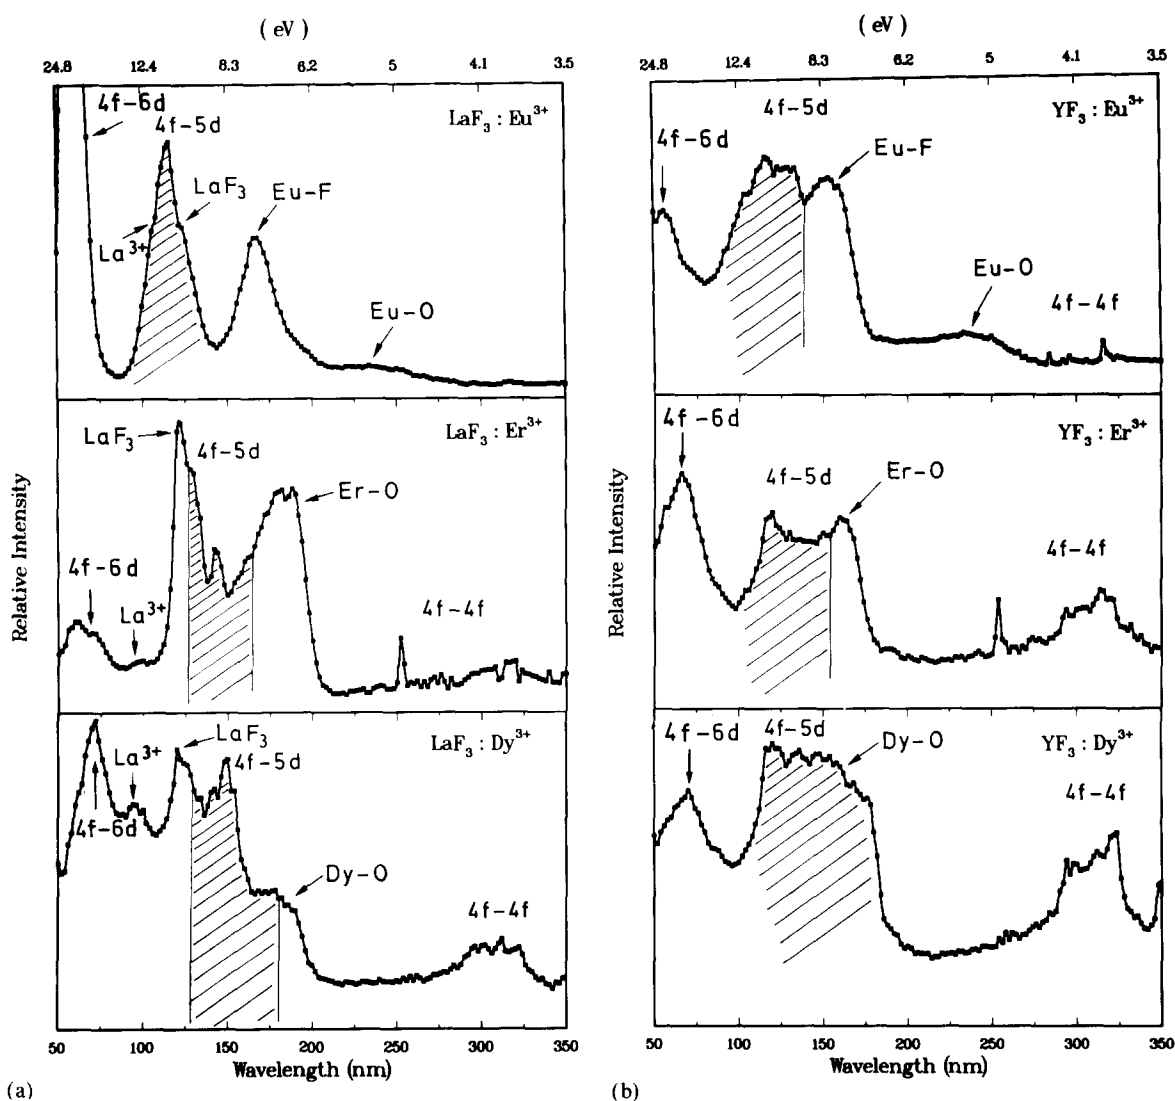 ( eV )
24.8 12.4 8.3 6.2 5 4.1 3.5
4f-6d
4f-5d
LaF3 : Eu3+
LaF3
Eu-F
La3+
Eu-O
LaF3 : Er3+
LaF3
4f-5d
Er-O
4f-6d
La3+
4f-4f
LaF3 : Dy3+
LaF3
La3+
4f-5d
4f-6d
Dy-O
4f-4f
Relative Intensity
50 100 150 200 250 300 350
Wavelength (nm)
(a)
( eV )
24.8 12.4 8.3 6.2 5 4.1 3.5
4f-5d
YF3 : Eu3+
4f-6d
Eu-F
Eu-O
4f-4f
4f-6d
YF3 : Er3+
4f-5d
Er-O
4f-4f
4f-6d
4f-5d
YF3 : Dy3+
Dy-O
4f-4f
Relative Intensity
50 100 150 200 250 300 350
Wavelength (nm)
(b)